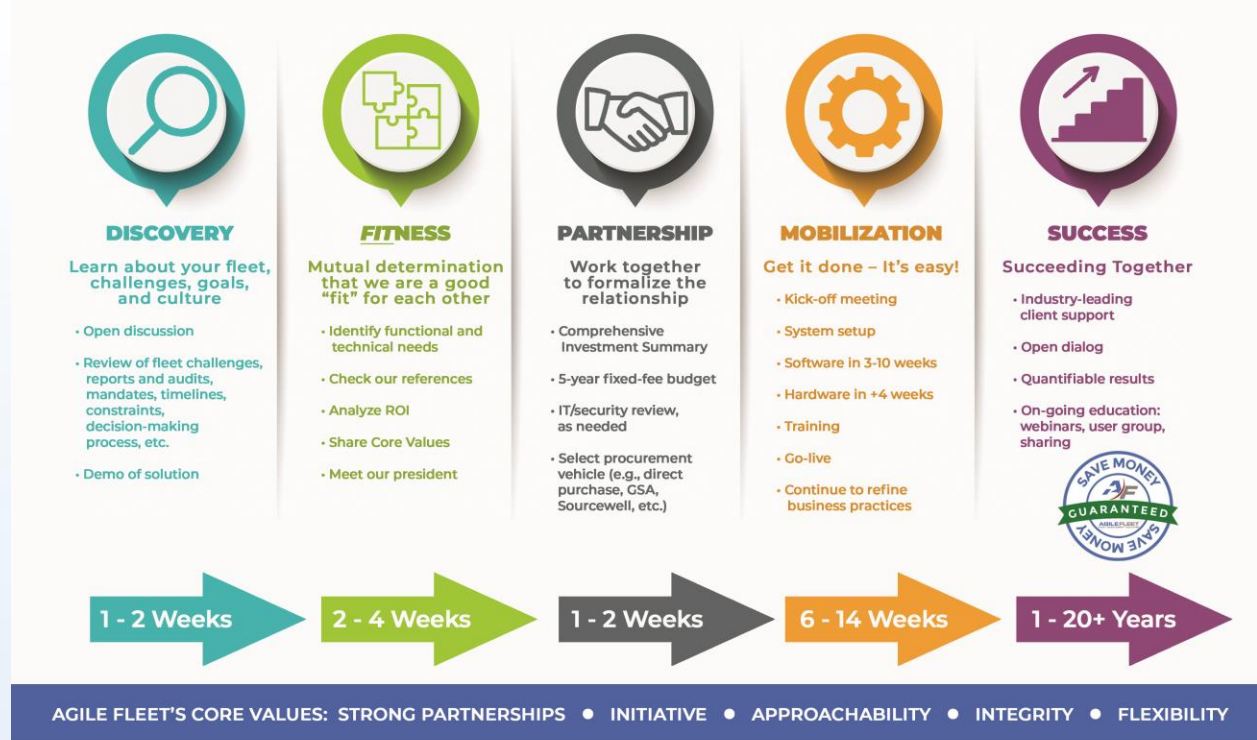 DISCOVERY
Learn about your fleet,
challenges, goals,
and culture
• Open discussion
• Review of fleet challenges,
reports and audits,
mandates, timelines,
constraints,
decision-making
process, etc.
• Demo of solution
FITNESS
Mutual determination
that we are a good
“fit” for each other
• Identify functional and
technical needs
• Check our references
• Analyze ROI
• Share Core Values
• Meet our president
PARTNERSHIP
Work together
to formalize the
relationship
• Comprehensive
Investment Summary
• 5-year fixed-fee budget
• IT/security review,
as needed
• Select procurement
vehicle (e.g., direct
purchase, GSA,
Sourcewell, etc.)
MOBILIZATION
Get it done – It’s easy!
• Kick-off meeting
• System setup
• Software in 3-10 weeks
• Hardware in +4 weeks
• Training
• Go-live
• Continue to refine
business practices
SUCCESS
Succeeding Together
• Industry-leading
client support
• Open dialog
• Quantifiable results
• On-going education:
webinars, user group,
sharing
SAVE MONEY
AF
GUARANTEED
AGILEFLEET
SAVE MONEY
1 - 2 Weeks
2 - 4 Weeks
1 - 2 Weeks
6 - 14 Weeks
1 - 20+ Years
AGILE FLEET’S CORE VALUES: STRONG PARTNERSHIPS ● INITIATIVE ● APPROACHABILITY ● INTEGRITY ● FLEXIBILITY